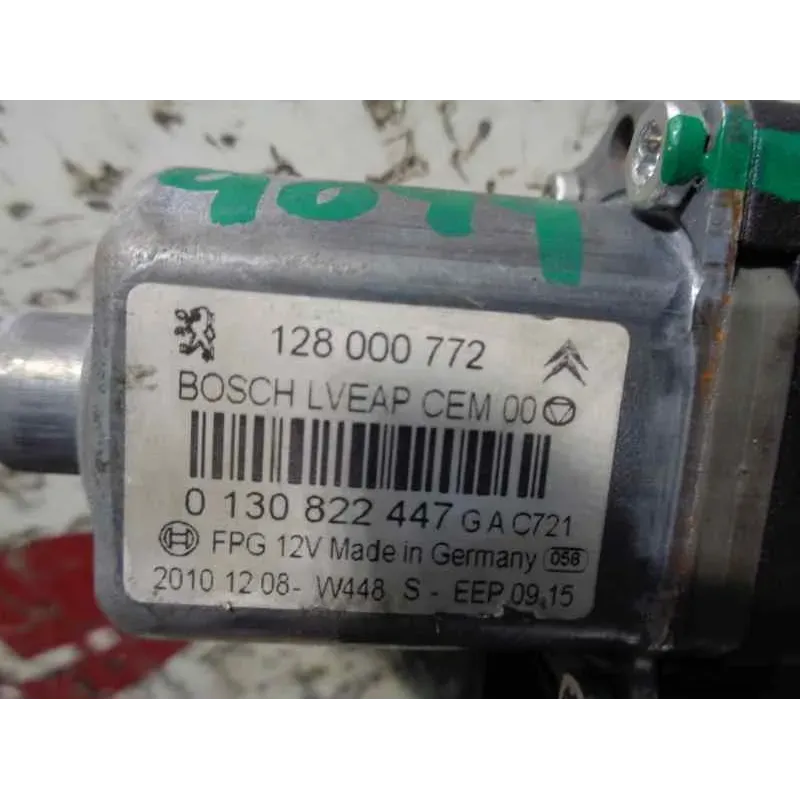 128 000 772
BOSCH LVEAP CEM 00
0 130 822 447 G A C721
FPG 12V Made in Germany 058
2010 12 08- W448 S - EEP 09.15